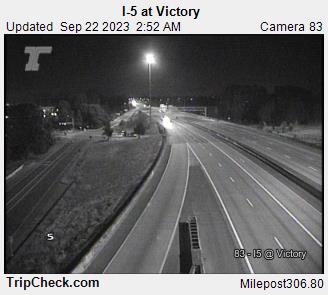 I-5 at Victory
Updated Sep 22 2023 2:52 AM Camera 83
T
S
83 - I5 @ Victory
TripCheck.com Milepost306.80